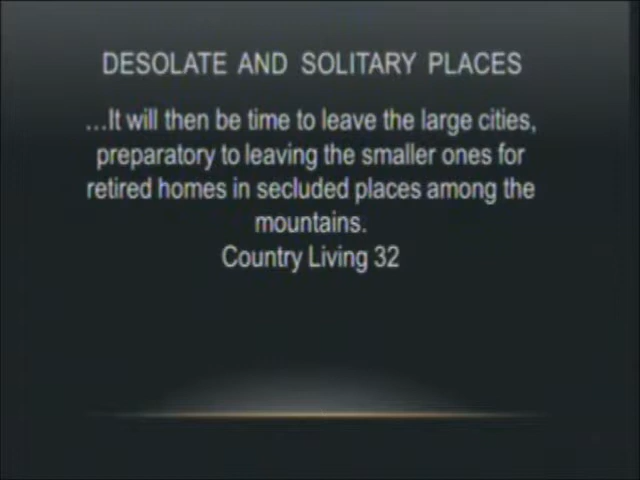 DESOLATE AND SOLITARY PLACES
…It will then be time to leave the large cities,
preparatory to leaving the smaller ones for
retired homes in secluded places among the
mountains.
Country Living 32